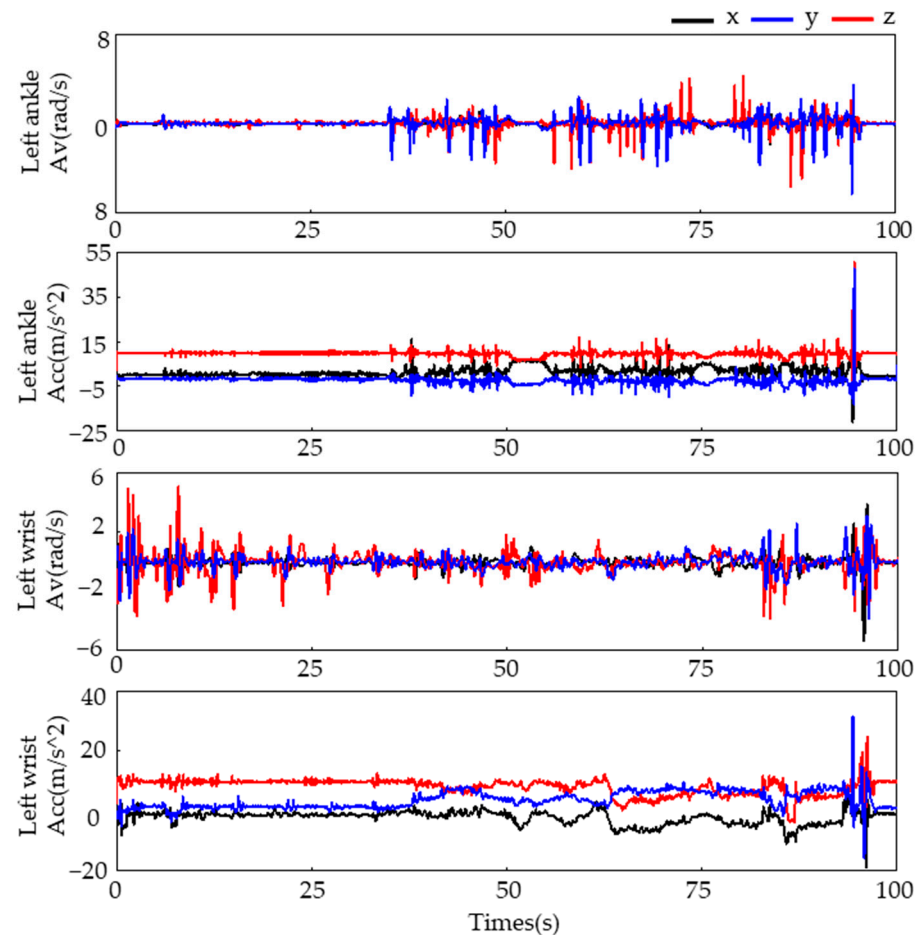 x y z
8
0
8
Left ankle
Av(rad/s)
0 25 50 75 100
55
35
15
−5
−25
Left ankle
Acc(m/s^2)
0 25 50 75 100
6
2
−2
−6
Left wrist
Av(rad/s)
0 25 50 75 100
40
20
0
−20
Left wrist
Acc(m/s^2)
0 25 50 75 100
Times(s)